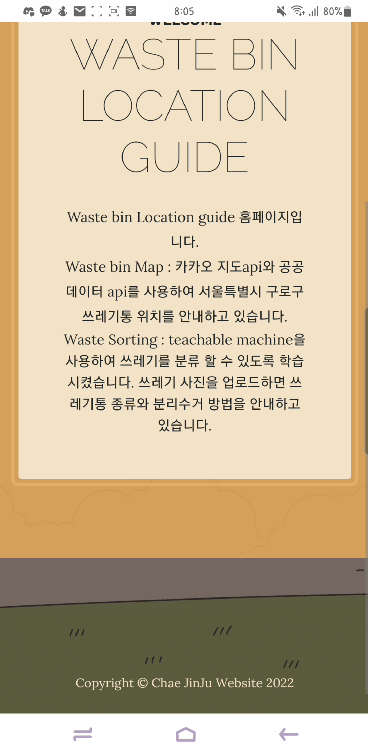 8:05
80%
WELCOME
WASTE BIN
LOCATION
GUIDE
Waste bin Location guide 홈페이지입
니다.
Waste bin Map : 카카오 지도api와 공공
데이터 api를 사용하여 서울특별시 구로구
쓰레기통 위치를 안내하고 있습니다.
Waste Sorting : teachable machine을
사용하여 쓰레기를 분류 할 수 있도록 학습
시켰습니다. 쓰레기 사진을 업로드하면 쓰
레기통 종류와 분리수거 방법을 안내하고
있습니다.
Copyright © Chae JinJu Website 2022